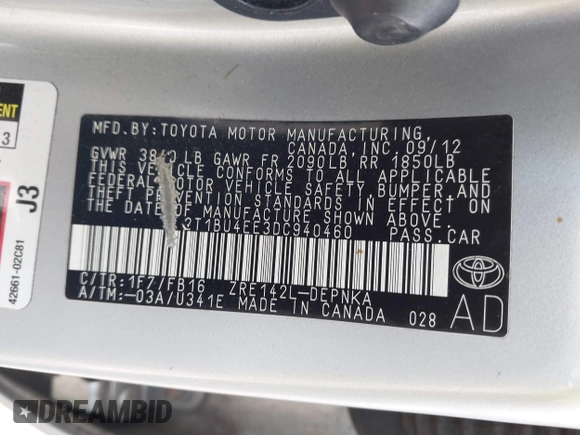 MFD. BY: TOYOTA MOTOR MANUFACTURING,
CANADA, INC. 09/12
GVWR LB GAWR FR 2090LB RR 1850LB
THIS VEHICLE TO ALL APPLICABLE
FEDERAL MOTOR VEHICLE SAFETY BUMPER, AND
THEFT PREVENTION STANDARDS IN EFFECT ON
THE DATE OF MANUFACTURE SHOWN ABOVE.
2T1BU4EE3DC940460 PASS. CAR
C/TR: 1F7/FB16 ZRE142L-DEPNKA
A/TM: -03A/U341E MADE IN CANADA 028
AD
J3
42661-02C81
3
DREAMBID